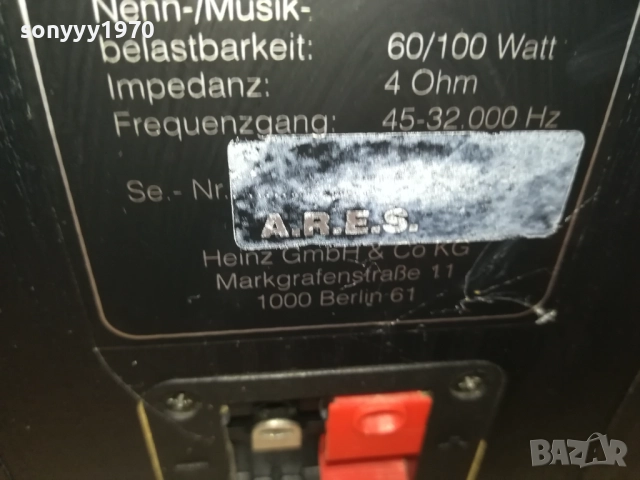 sonyyy1970
Nenn-/Musik-
belastbarkeit: 60/100 Watt
Impedanz: 4 Ohm
Frequenzgang: 45-32.000 Hz
Se.- Nr.
A.R.E.S.
Heinz GmbH & Co KG
Markgrafenstraße 11
1000 Berlin 61
- +
BAZAR